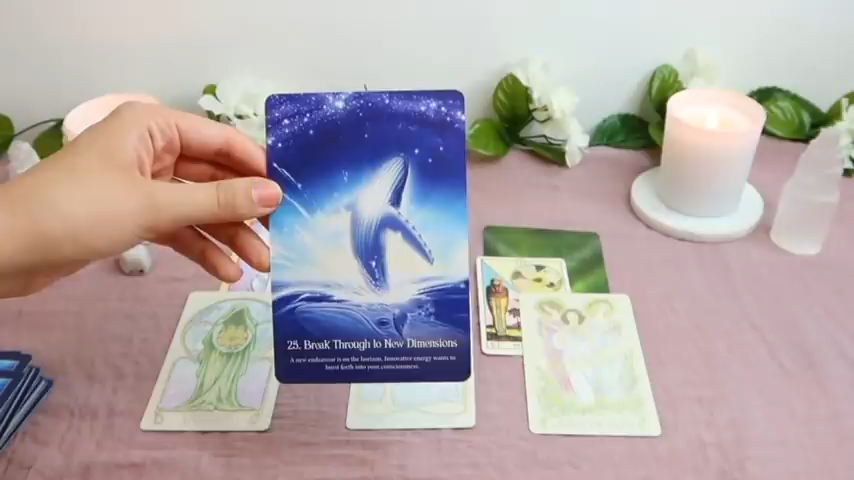 25. Break Through to New Dimensions
A new endeavour is on the horizon. Innovative energy wants to
burst forth into your consciousness.